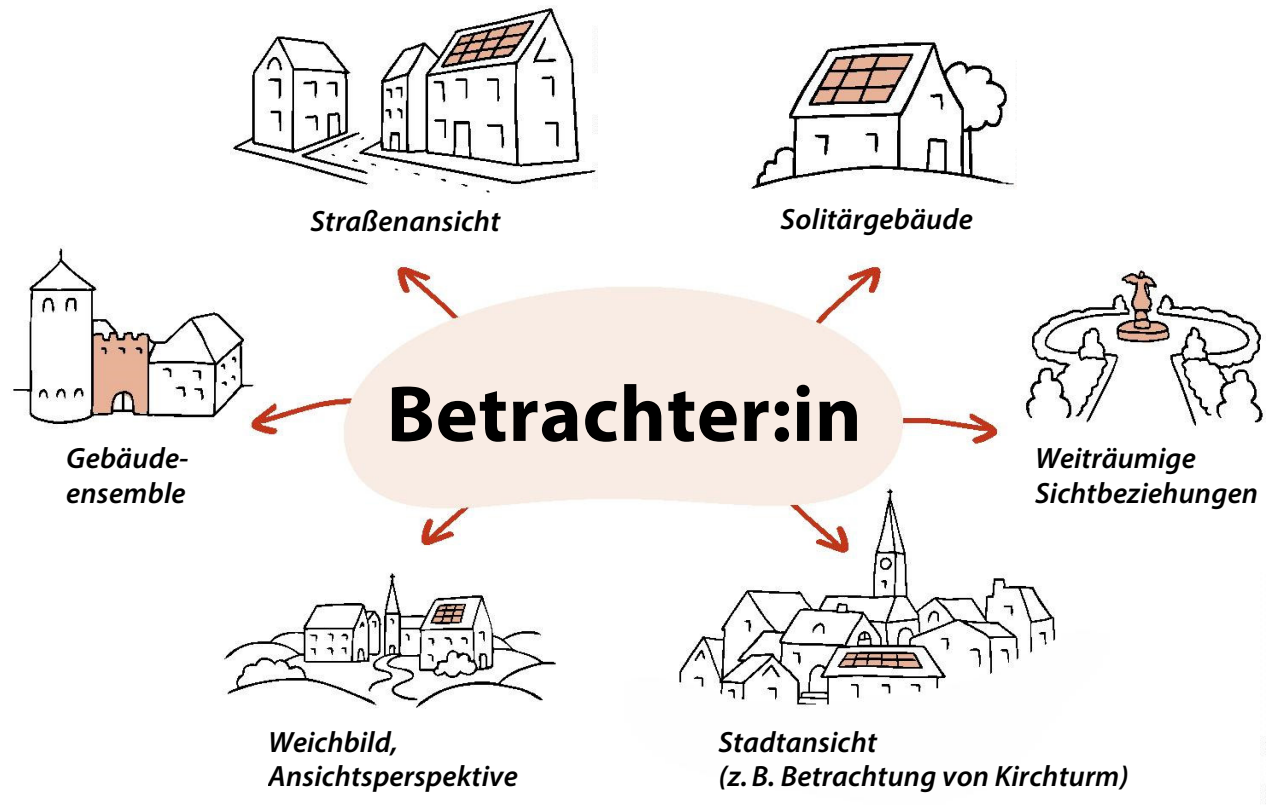 Straßenansicht
Solitärgebäude
Betrachter:in
Gebäude-
ensemble
Weiträumige
Sichtbeziehungen
Weichbild,
Ansichtsperspektive
Stadtansicht
(z. B. Betrachtung von Kirchturm)